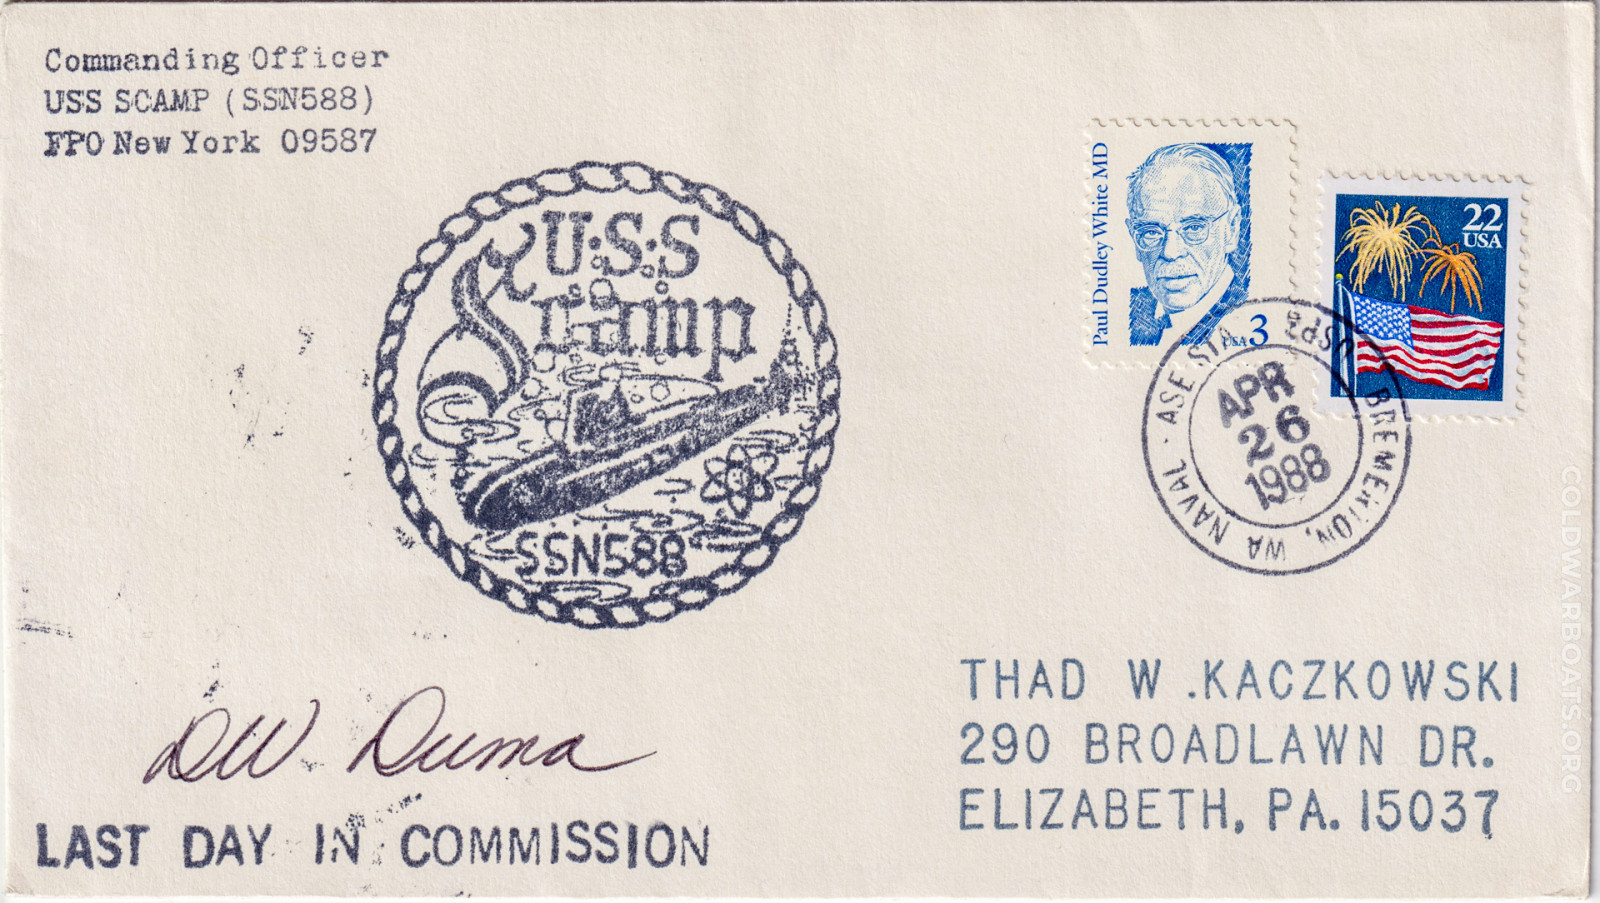 Commanding Officer
USS SCAMP (SSN588)
FPO New York 09587
U.S.S
Scamp
SSN588
Paul Dudley White MD
USA 3
22
USA
BREMERTON, WA NAVAL
APR
26
1988
THAD W .KACZKOWSKI
290 BROADLAWN DR.
ELIZABETH, PA. 15037
DW. Duma
LAST DAY IN COMMISSION
COLDWARBOATS.ORG